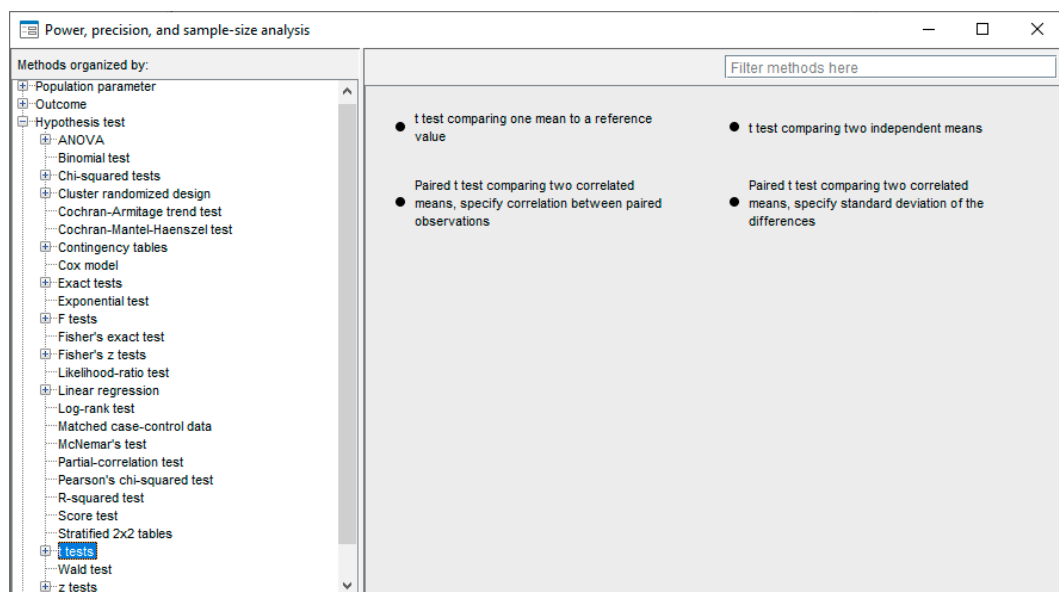 Power, precision, and sample-size analysis
Methods organized by:
Filter methods here
Population parameter
Outcome
Hypothesis test
ANOVA
Binomial test
Chi-squared tests
Cluster randomized design
Cochran-Armitage trend test
Cochran-Mantel-Haenszel test
Contingency tables
Cox model
Exact tests
Exponential test
F tests
Fisher's exact test
Fisher's z tests
Likelihood-ratio test
Linear regression
Log-rank test
Matched case-control data
McNemar's test
Partial-correlation test
Pearson's chi-squared test
R-squared test
Score test
Stratified 2x2 tables
t tests
Wald test
z tests
t test comparing one mean to a reference
value
t test comparing two independent means
Paired t test comparing two correlated
means, specify correlation between paired
observations
Paired t test comparing two correlated
means, specify standard deviation of the
differences